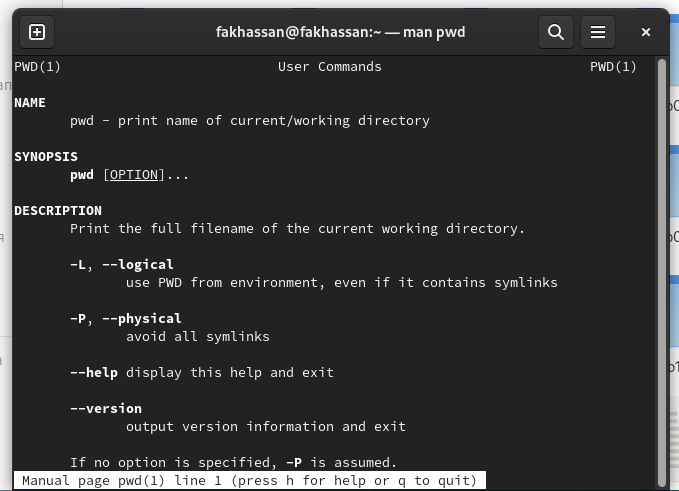 fakhassan@fakhassan:~ — man pwd
PWD(1) User Commands PWD(1)
NAME
pwd - print name of current/working directory
SYNOPSIS
pwd [OPTION]...
DESCRIPTION
Print the full filename of the current working directory.
-L, --logical
use PWD from environment, even if it contains symlinks
-P, --physical
avoid all symlinks
--help display this help and exit
--version
output version information and exit
If no option is specified, -P is assumed.
Manual page pwd(1) line 1 (press h for help or q to quit)